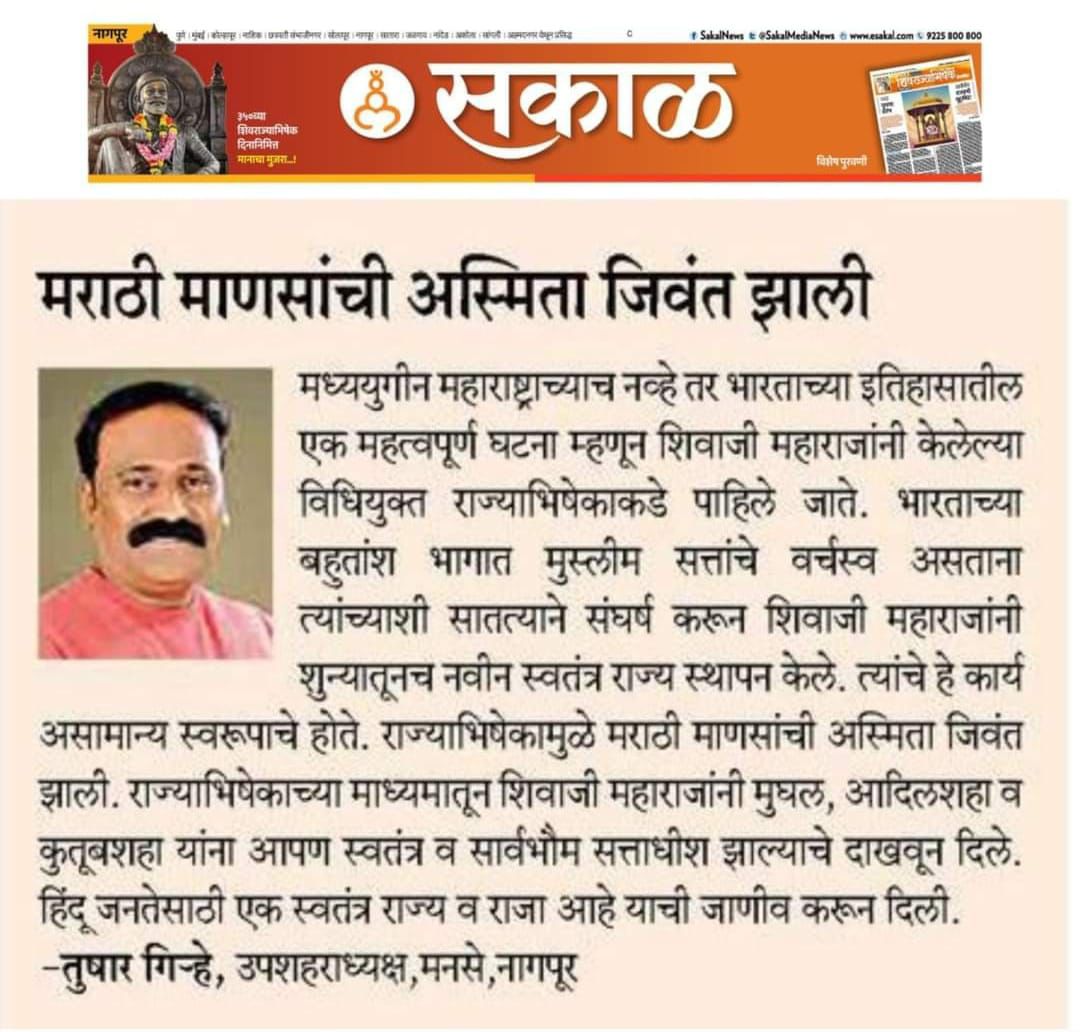 नागपूर
पुणे । मुंबई । कोल्हापूर । नाशिक । छत्रपती संभाजीनगर । सोलापूर । नागपूर । सातारा । जळगाव । नांदेड । अकोला । सांगली । अहमदनगर येथून प्रसिद्ध
C
SakalNews @SakalMediaNews www.esakal.com 9225 800 800
३५०व्या
शिवराज्याभिषेक
दिनानिमित्त
मानाचा मुजरा...!
सकाळ
शिवराज्याभिषेक
विशेष पुरवणी
मराठी माणसांची अस्मिता जिवंत झाली
मध्ययुगीन महाराष्ट्राच्याच नव्हे तर भारताच्या इतिहासातील
एक महत्वपूर्ण घटना म्हणून शिवाजी महाराजांनी केलेल्या
विधियुक्त राज्याभिषेकाकडे पाहिले जाते. भारताच्या
बहुतांश भागात मुस्लीम सत्तांचे वर्चस्व असताना
त्यांच्याशी सातत्याने संघर्ष करून शिवाजी महाराजांनी
शुन्यातूनच नवीन स्वतंत्र राज्य स्थापन केले. त्यांचे हे कार्य
असामान्य स्वरूपाचे होते. राज्याभिषेकामुळे मराठी माणसांची अस्मिता जिवंत
झाली. राज्याभिषेकाच्या माध्यमातून शिवाजी महाराजांनी मुघल, आदिलशहा व
कुतूबशहा यांना आपण स्वतंत्र व सार्वभौम सत्ताधीश झाल्याचे दाखवून दिले.
हिंदू जनतेसाठी एक स्वतंत्र राज्य व राजा आहे याची जाणीव करून दिली.
-तुषार गिऱ्हे, उपशहराध्यक्ष,मनसे,नागपूर